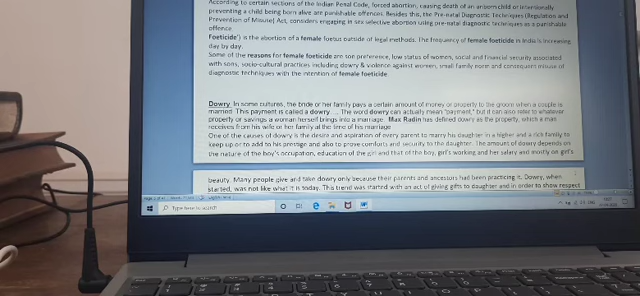 According to certain sections of the Indian Penal Code, forced abortion, causing death of an unborn child or intentionally
preventing a child being born alive are punishable offences. Besides this, the Pre-natal Diagnostic Techniques (Regulation and
Prevention of Misuse) Act, considers engaging in sex selective abortion using pre-natal diagnostic techniques as a punishable
offence.
Foeticide') is the abortion of a female foetus outside of legal methods. The frequency of female foeticide in India is increasing
day by day.
Some of the reasons for female foeticide are son preference, low status of women, social and financial security associated
with sons, socio-cultural practices including dowry & violence against women, small family norm and consequent misuse of
diagnostic techniques with the intention of female foeticide
Dowry In some cultures, the bride or her family pays a certain amount of money or property to the groom when a couple is
married. This payment is called a dowry. ... The word dowry can actually mean "payment," but it can also refer to whatever
property or savings a woman herself brings into a marriage. Max Radin has defined dowry as the property, which a man
receives from his wife or her family at the time of his marriage
One of the causes of dowry is the desire and aspiration of every parent to marry his daughter in a higher and a rich family to
keep up or to add to his prestige and also to prove comforts and security to the daughter. The amount of dowry depends on
the nature of the boy's occupation, education of the girl and that of the boy, girl's working and her salary and mostly on girl's
beauty. Many people give and take dowry only because their parents and ancestors had been practicing it. Dowry, when
started, was not like what it is today. This trend was started with an act of giving gifts to daughter and in order to show respect
Type here to search